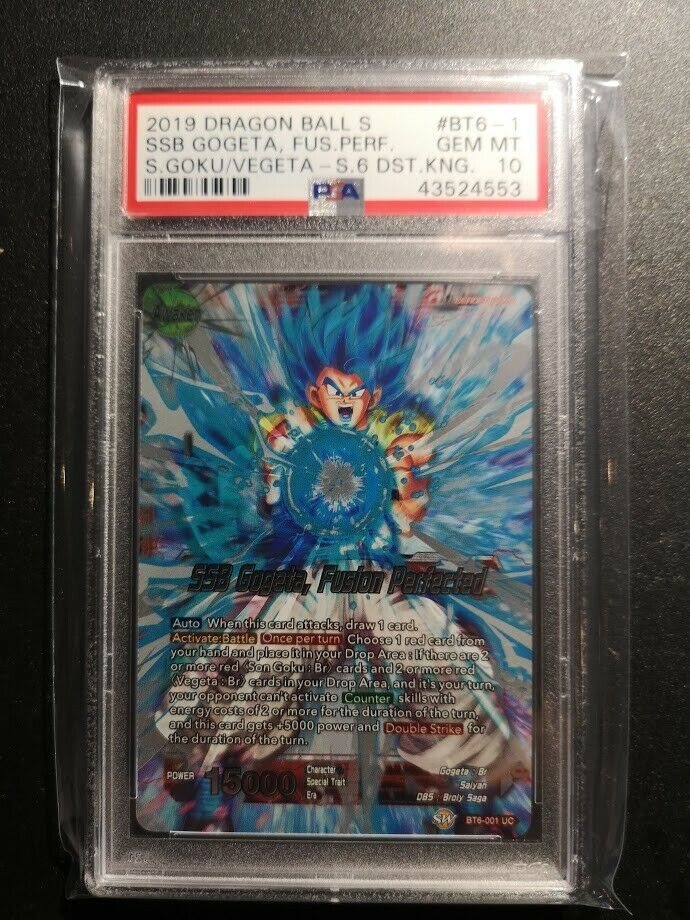 2019 DRAGON BALL S #BT6-1
SSB GOGETA, FUS.PERF. GEM MT
S.GOKU/VEGETA-S.6 DST.KNG. 10
PSA 43524553
Awaken
SSB Gogeta, Fusion Perfected
Auto When this card attacks, draw 1 card.
Activate:Battle Once per turn Choose 1 red card from
your hand and place it in your Drop Area : If there are 2
or more red 〈Son Goku : Br〉 cards and 2 or more red
〈Vegeta : Br〉 cards in your Drop Area, and it's your turn,
your opponent can't activate Counter skills with
energy costs of 2 or more for the duration of the turn,
and this card gets +5000 power and Double Strike for
the duration of the turn.
POWER 15000
Character Gogeta : Br
Special Trait Saiyan
Era DBS : Broly Saga
SW BT6-001 UC